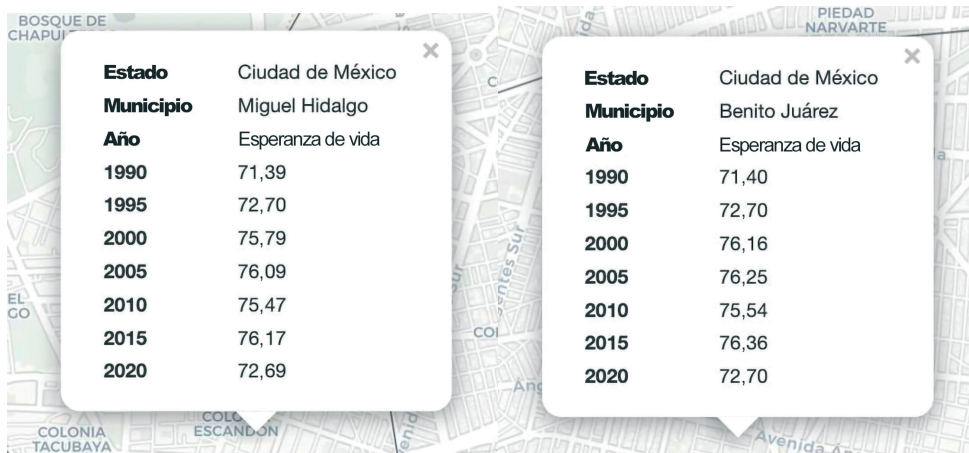 BOSQUE DE
Estado Ciudad de México
Municipio Miguel Hidalgo
Año Esperanza de vida
1990 71,39
1995 72,70
2000 75,79
2005 76,09
2010 75,47
2015 76,17
2020 72,69
COLONIA
TACUBAYA
ESCANDÓN
PIEDAD
NARVARTE
Estado Ciudad de México
Municipio Benito Juárez
Año Esperanza de vida
1990 71,40
1995 72,70
2000 76,16
2005 76,25
2010 75,54
2015 76,36
2020 72,70
Sur
Avenida